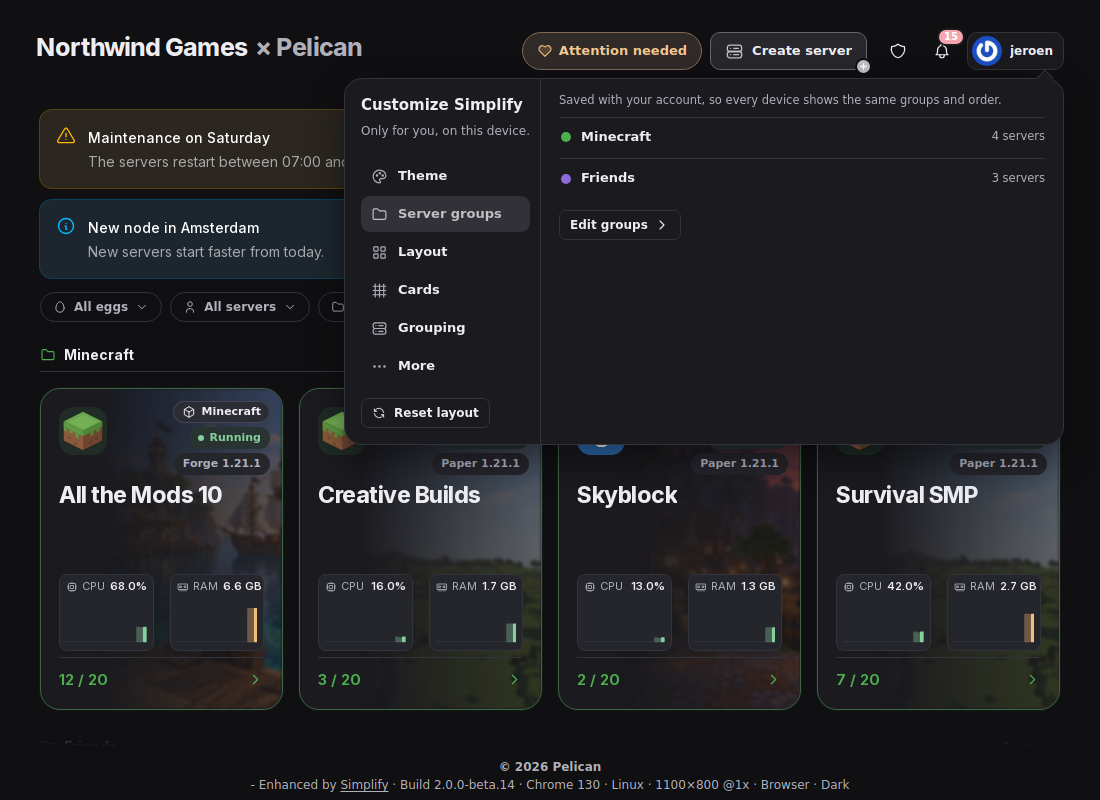 Northwind Games × Pelican
Attention needed
Create server
15
jeroen
Customize Simplify
Only for you, on this device.
Theme
Server groups
Layout
Cards
Grouping
More
Reset layout
Saved with your account, so every device shows the same groups and order.
Minecraft
4 servers
Friends
3 servers
Edit groups
Maintenance on Saturday
The servers restart between 07:00 and
New node in Amsterdam
New servers start faster from today.
All eggs
All servers
Minecraft
Minecraft
Running
Forge 1.21.1
All the Mods 10
CPU 68.0%
RAM 6.6 GB
12 / 20
Paper 1.21.1
Creative Builds
CPU 16.0%
RAM 1.7 GB
3 / 20
Paper 1.21.1
Skyblock
CPU 13.0%
RAM 1.3 GB
2 / 20
Paper 1.21.1
Survival SMP
CPU 42.0%
RAM 2.7 GB
7 / 20
Friends
© 2026 Pelican
- Enhanced by Simplify · Build 2.0.0-beta.14 · Chrome 130 · Linux · 1100×800 @1x · Browser · Dark